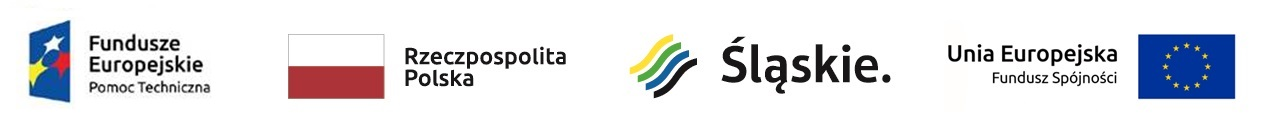 Fundusze
Europejskie
Pomoc Techniczna
Rzeczpospolita
Polska
Śląskie.
Unia Europejska
Fundusz Spójności